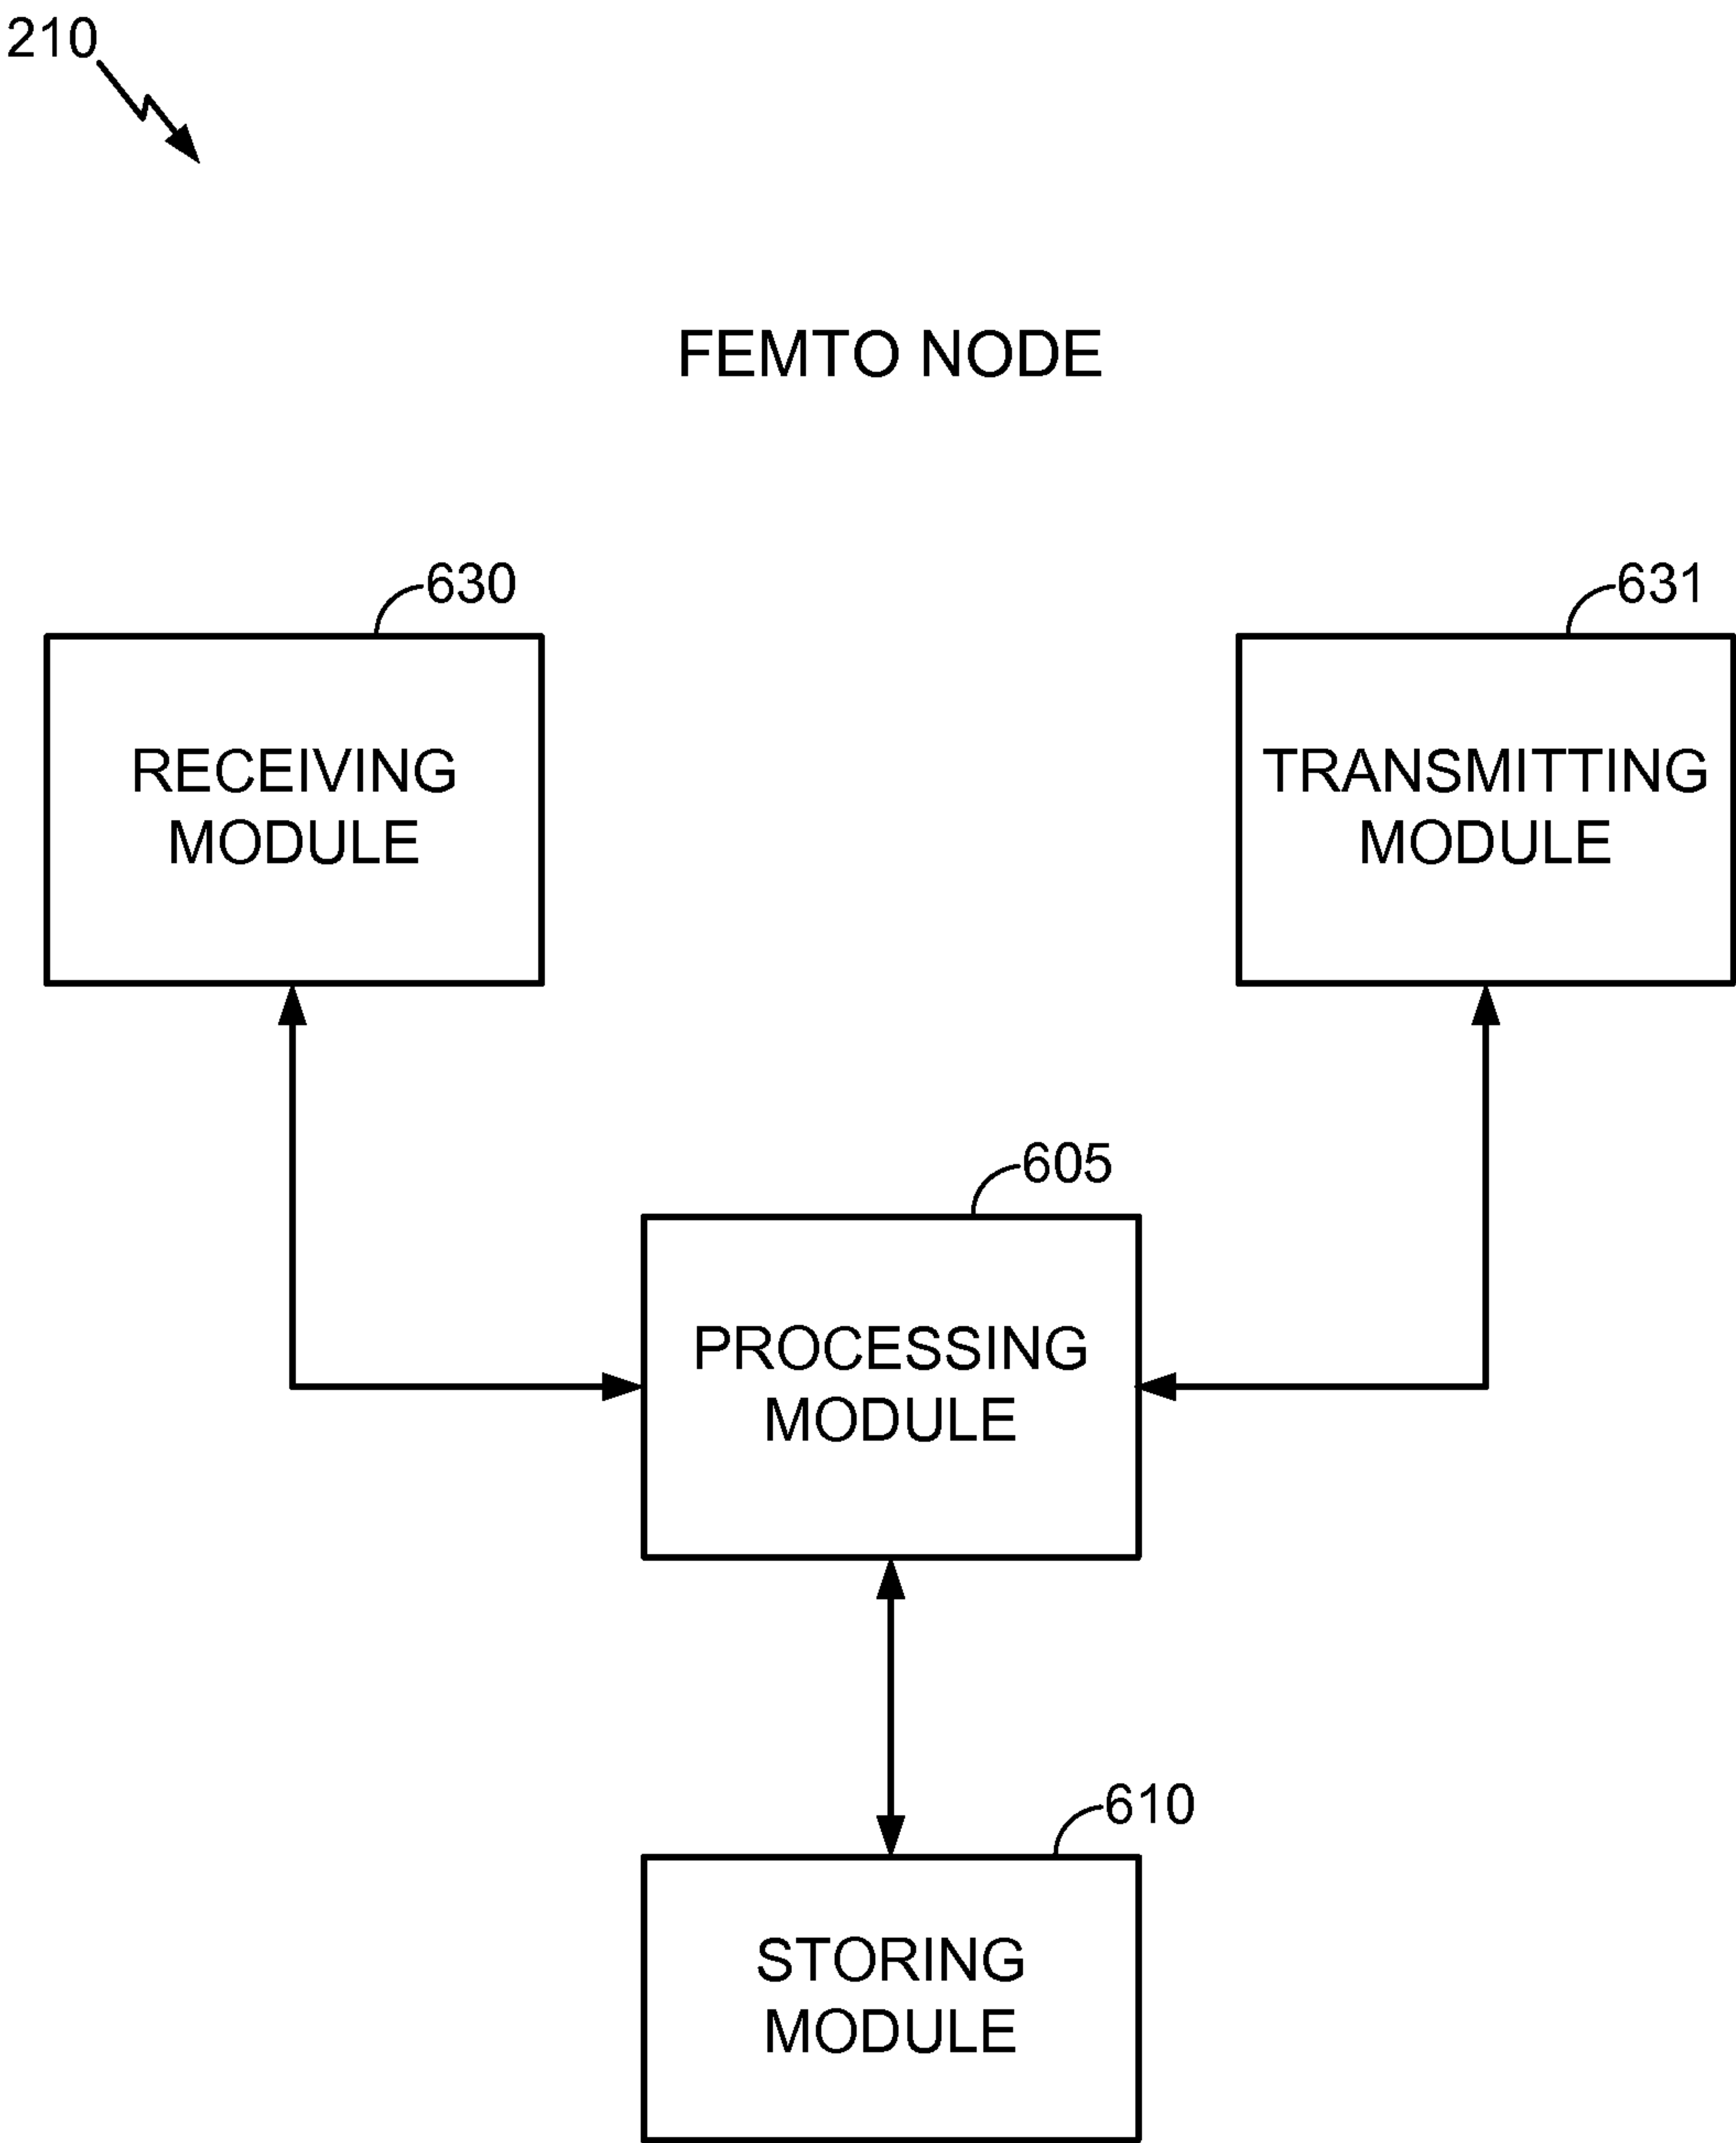 210
FEMTO NODE
630
RECEIVING
MODULE
631
TRANSMITTING
MODULE
605
PROCESSING
MODULE
610
STORING
MODULE